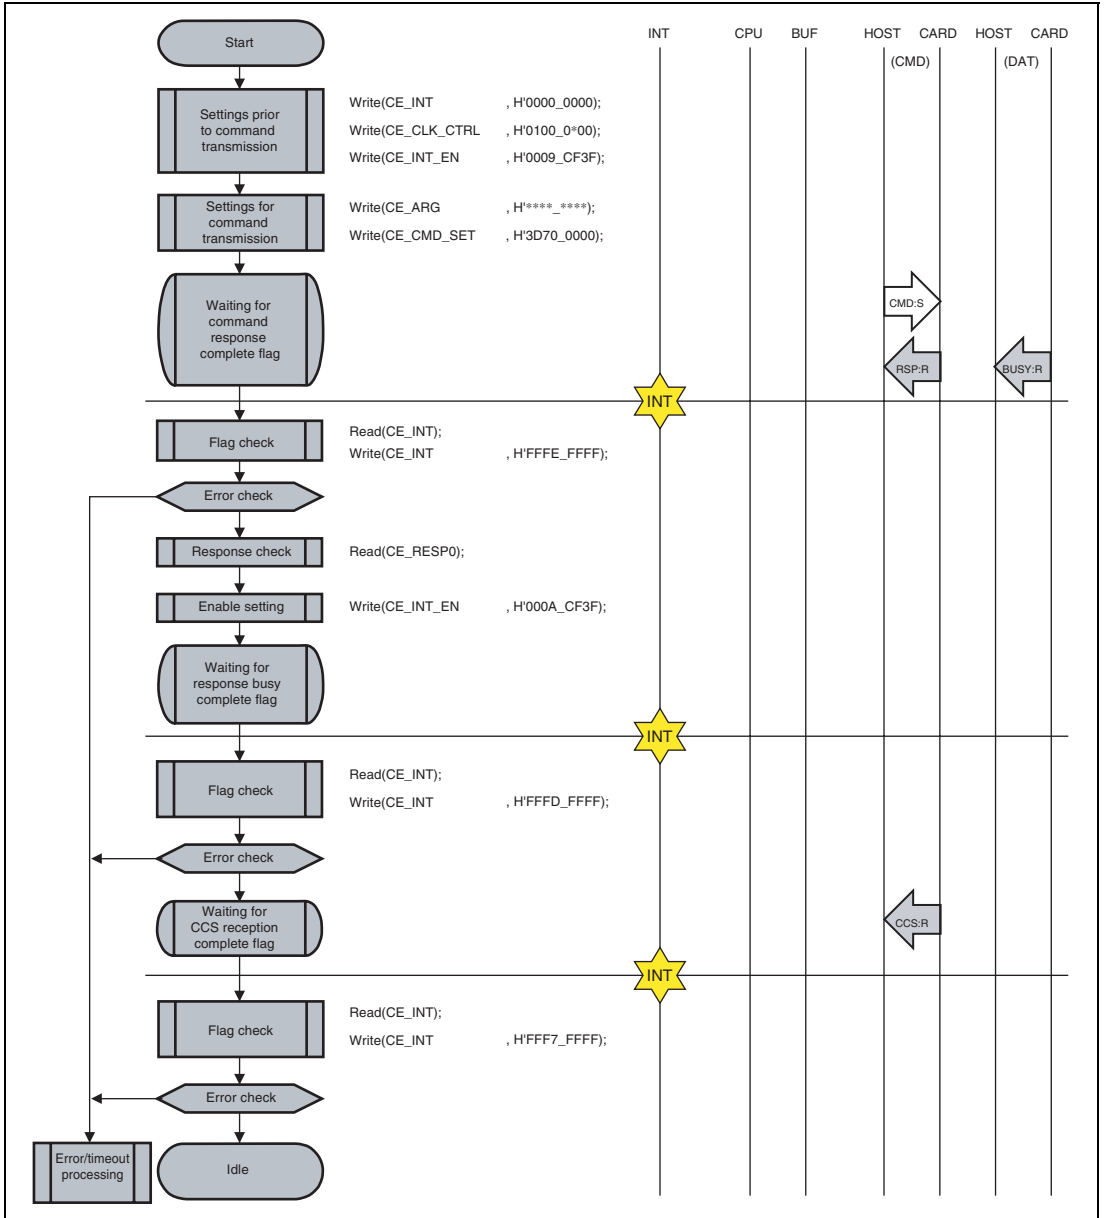 INT CPU BUF HOST CARD HOST CARD
(CMD) (DAT)
Start
Settings prior
to command
transmission
Write(CE_INT , H'0000_0000);
Write(CE_CLK_CTRL , H'0100_0*00);
Write(CE_INT_EN , H'0009_CF3F);
Settings for
command
transmission
Write(CE_ARG , H'****_****);
Write(CE_CMD_SET , H'3D70_0000);
Waiting for
command
response
complete flag
CMD:S
RSP:R
BUSY:R
INT
Flag check
Read(CE_INT);
Write(CE_INT , H'FFFE_FFFF);
Error check
Response check
Read(CE_RESP0);
Enable setting
Write(CE_INT_EN , H'000A_CF3F);
Waiting for
response busy
complete flag
INT
Flag check
Read(CE_INT);
Write(CE_INT , H'FFFD_FFFF);
Error check
Waiting for
CCS reception
complete flag
CCS:R
INT
Flag check
Read(CE_INT);
Write(CE_INT , H'FFF7_FFFF);
Error check
Error/timeout
processing
Idle